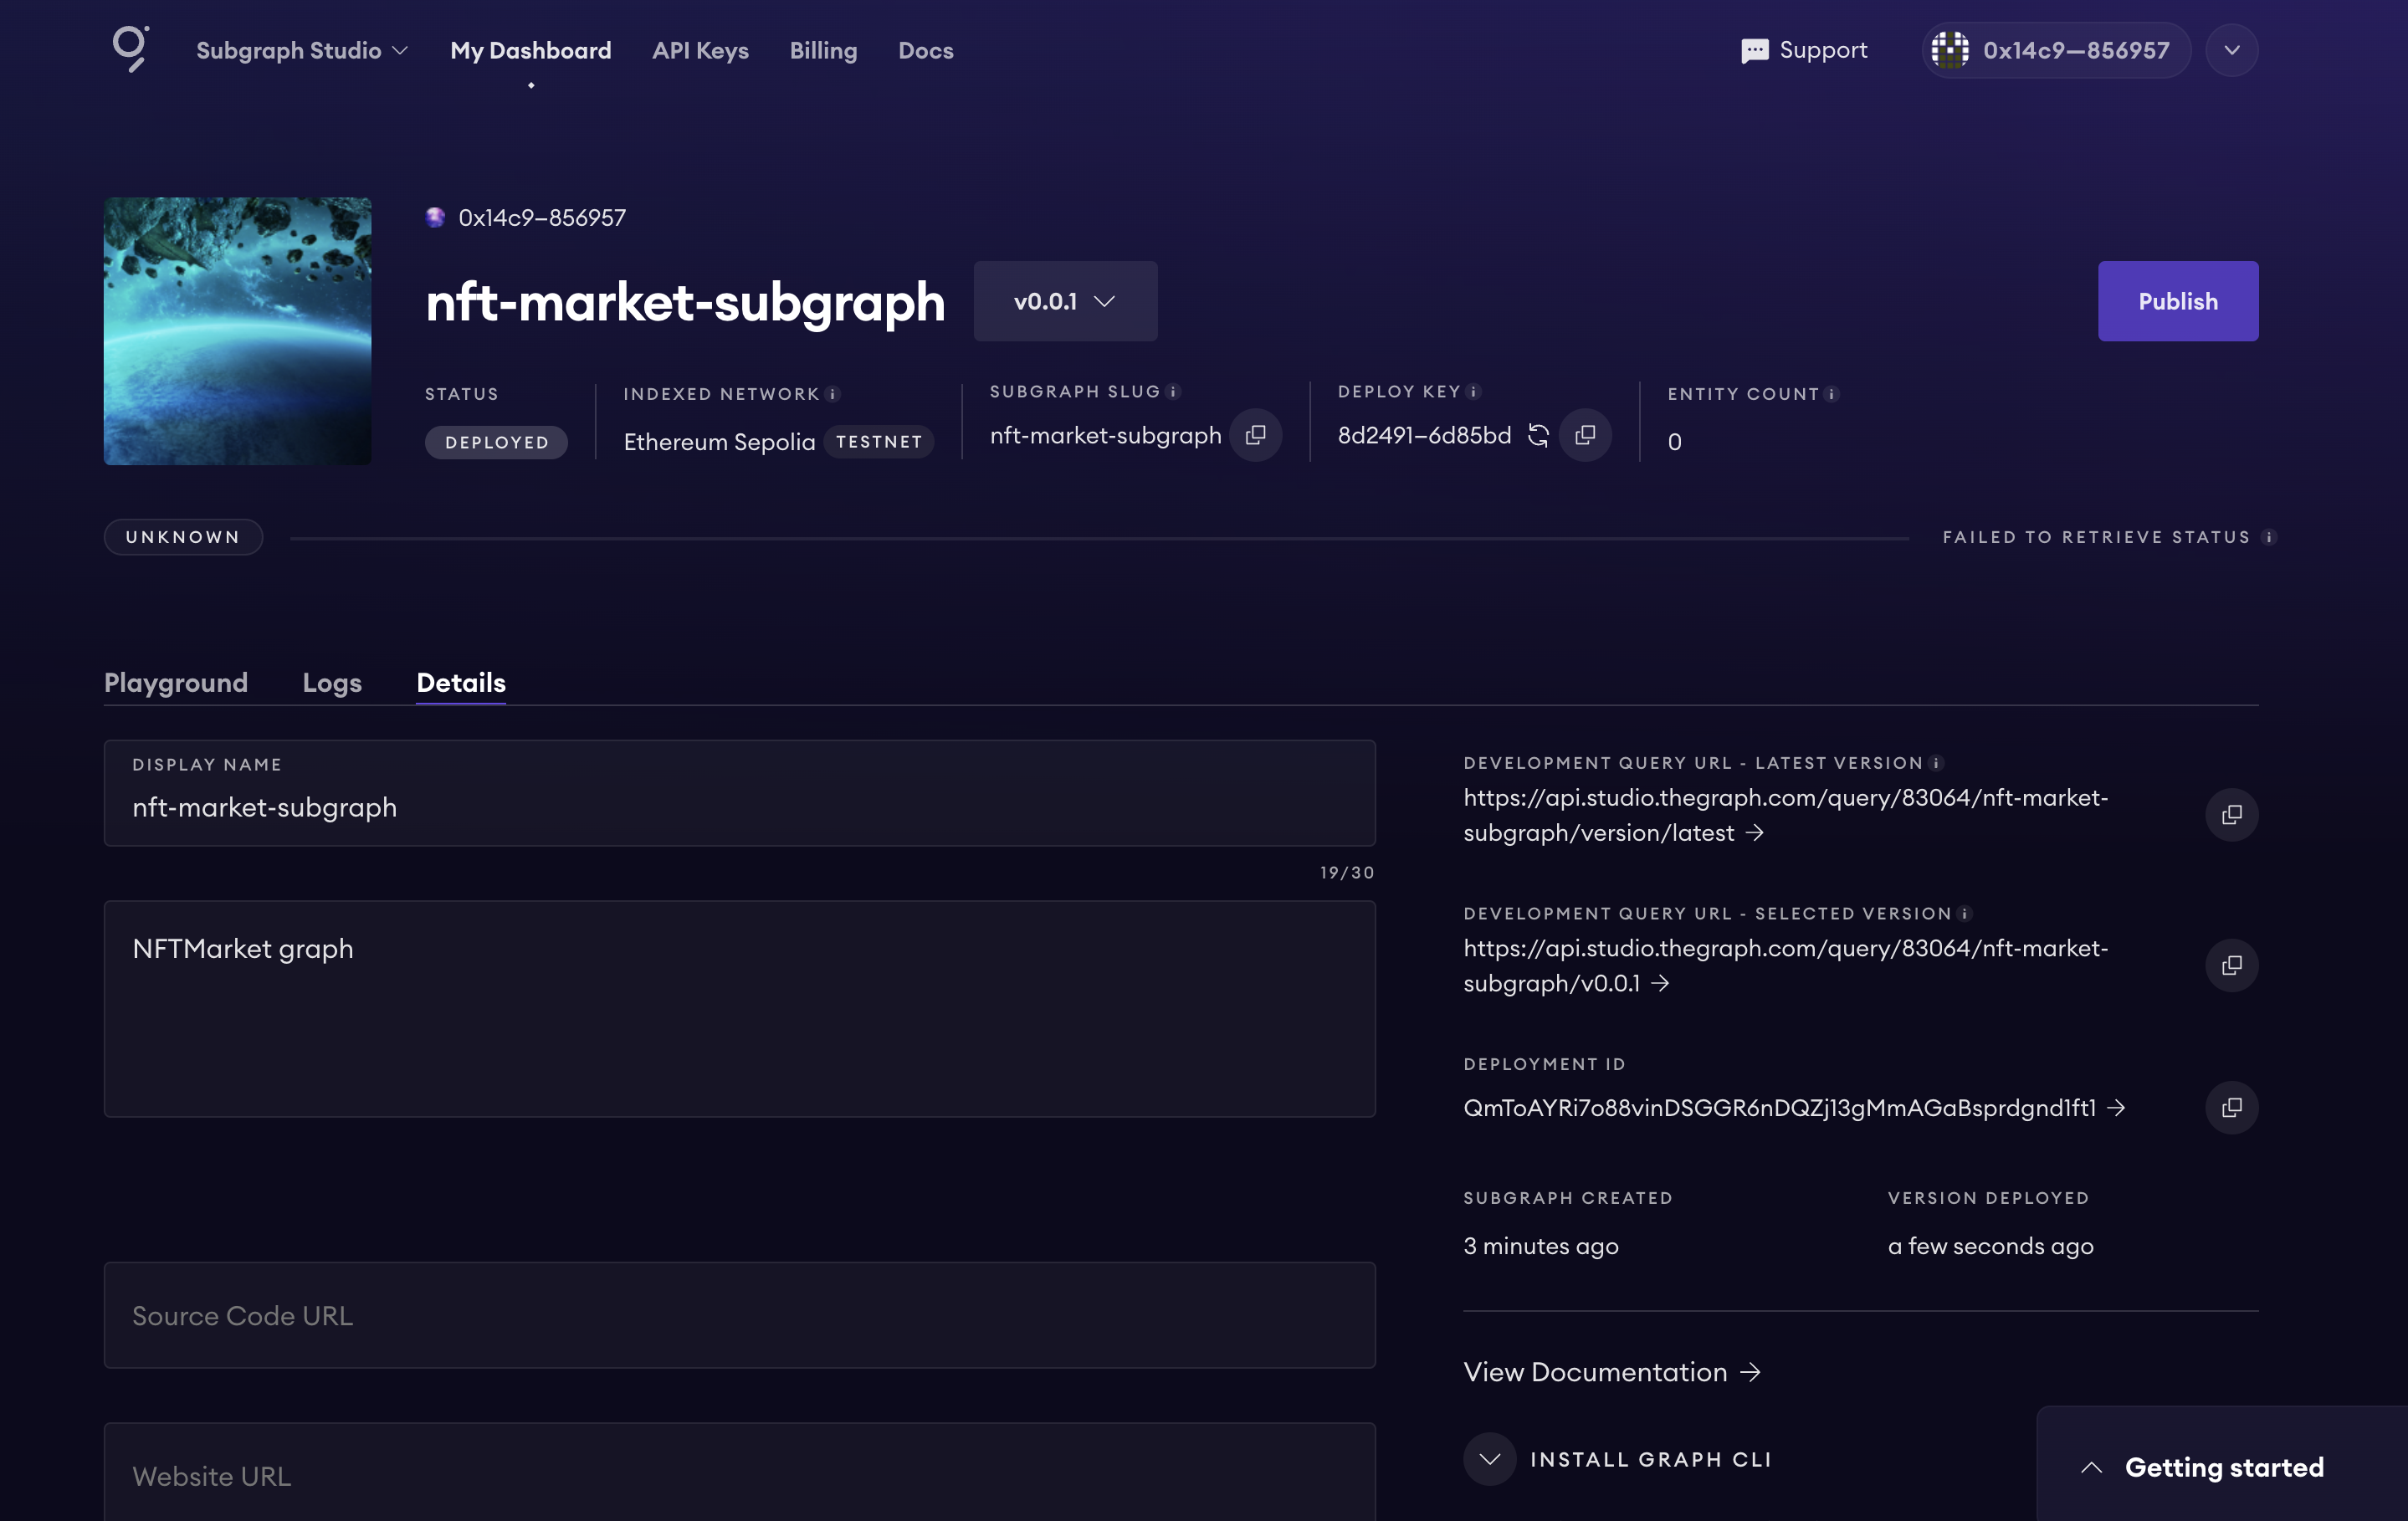 Subgraph Studio My Dashboard API Keys Billing Docs Support 0x14c9—856957
0x14c9—856957
nft-market-subgraph v0.0.1 Publish
STATUS INDEXED NETWORK SUBGRAPH SLUG DEPLOY KEY ENTITY COUNT
DEPLOYED Ethereum Sepolia TESTNET nft-market-subgraph 8d2491—6d85bd 0
UNKNOWN FAILED TO RETRIEVE STATUS
Playground Logs Details
DISPLAY NAME
nft-market-subgraph
19/30
NFTMarket graph
Source Code URL
Website URL
DEVELOPMENT QUERY URL - LATEST VERSION
https://api.studio.thegraph.com/query/83064/nft-market-
subgraph/version/latest →
DEVELOPMENT QUERY URL - SELECTED VERSION
https://api.studio.thegraph.com/query/83064/nft-market-
subgraph/v0.0.1 →
DEPLOYMENT ID
QmToAYRi7o88vinDSGGR6nDQZj13gMmAGaBsprdgnd1ft1 →
SUBGRAPH CREATED VERSION DEPLOYED
3 minutes ago a few seconds ago
View Documentation →
INSTALL GRAPH CLI
Getting started